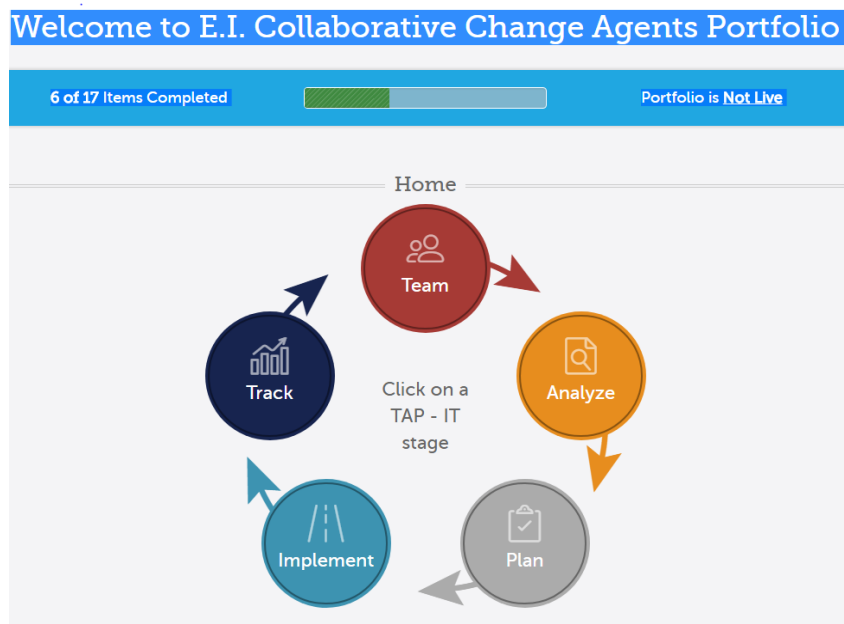 Welcome to E.I. Collaborative Change Agents Portfolio
6 of 17 Items Completed
Portfolio is Not Live
Home
Team
Analyze
Track
Click on a
TAP - IT
stage
Implement
Plan